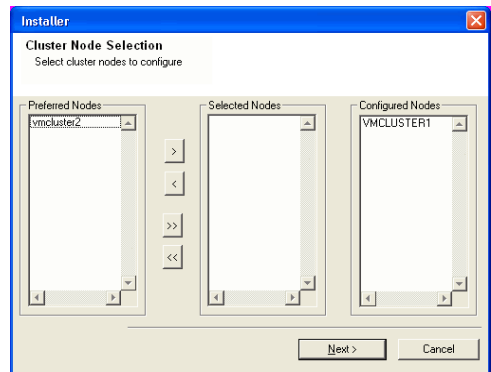 Installer
Cluster Node Selection
Select cluster nodes to configure
Preferred Nodes
vmcluster2
>
<
>>
<<
Selected Nodes
Configured Nodes
VMCLUSTER1
Next >
Cancel